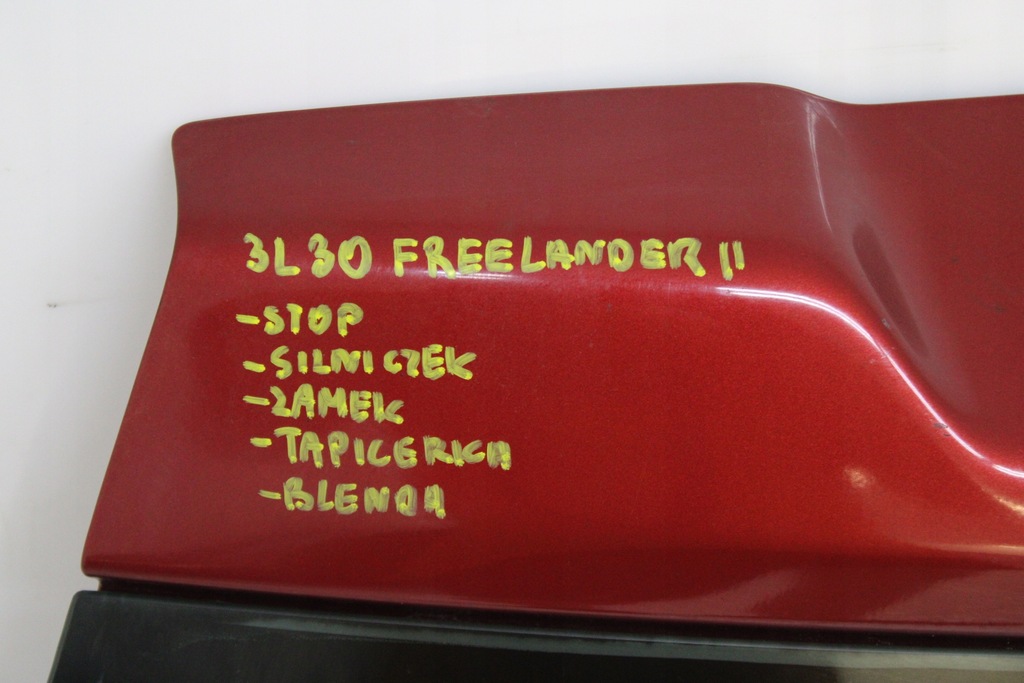 3L30 FREELANDER II
-STOP
-SILNICZEK
-ZAMEK
-TAPICERKA
-BLENDA